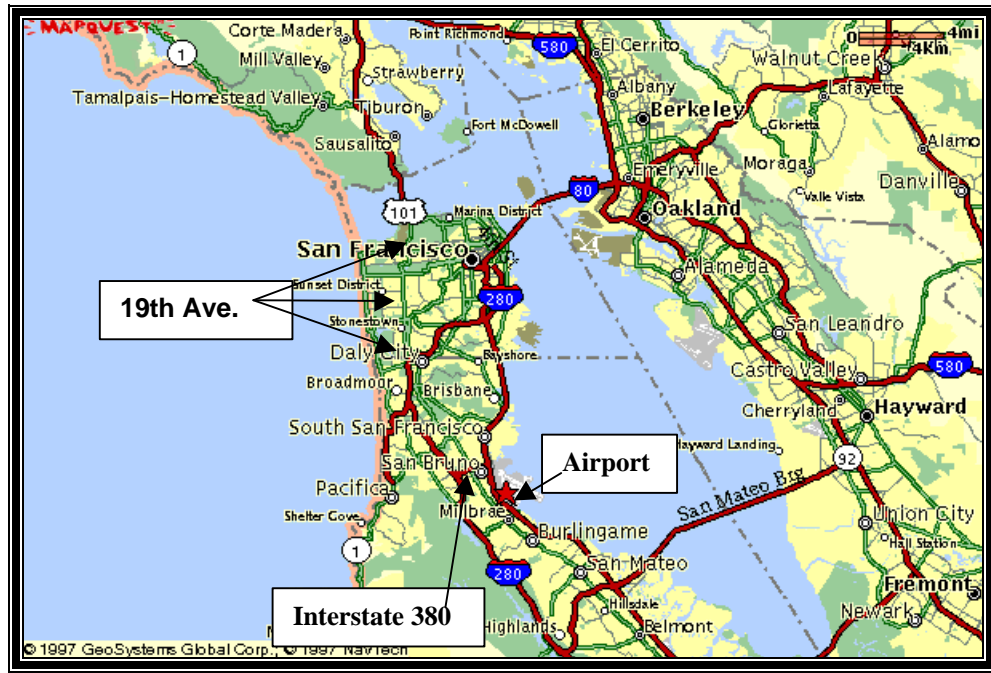 MAPQUEST
Corte Madera
Point Richmond
580
El Cerrito
0 4mi
4Km
1
Mill Valley
Strawberry
Albany
Walnut Creek
Lafayette
Tamalpais-Homestead Valley
Tiburon
Fort McDowell
Berkeley
Glorietta
Sausalito
Moraga
Alamo
Emeryville
Danville
80
Valle Vista
101
Marina District
Oakland
San Francisco
Alameda
Sunset District
19th Ave.
280
Stonestown
San Leandro
Daly City
Bayshore
Castro Valley
580
Broadmoor
Brisbane
Cherryland
Hayward
South San Francisco
Hayward Landing
92
San Bruno
Airport
San Mateo Brg
Pacifica
Millbrae
Shelter Cove
Burlingame
Union City
Hall Station
1
280
San Mateo
Fremont
Interstate 380
Hillsdale
Newark
Highlands
Belmont
© 1997 GeoSystems Global Corp.; © 1997 NavTech